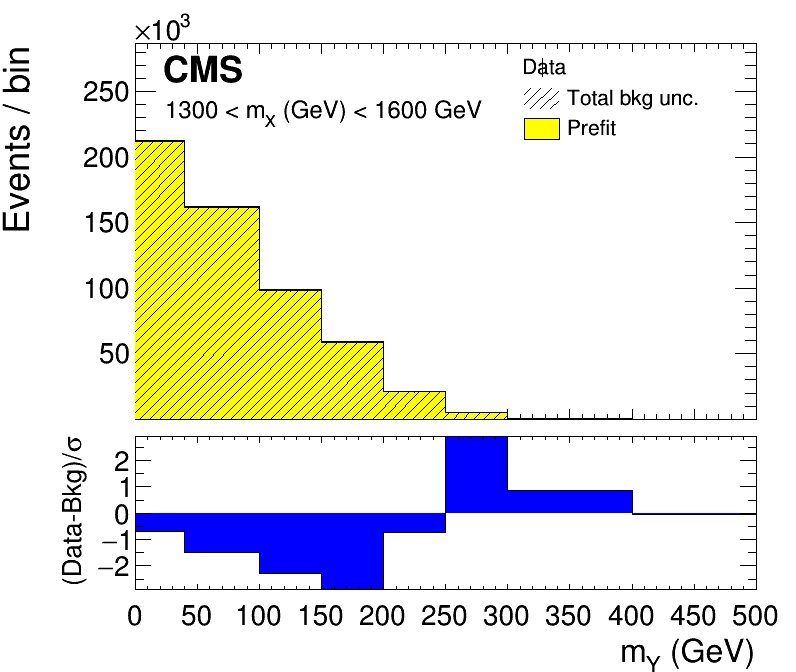 ×10³
CMS
1300 < mX (GeV) < 1600 GeV
Data
Total bkg unc.
Prefit
Events / bin
250
200
150
100
50
(Data-Bkg)/σ
2
1
0
−1
−2
0 50 100 150 200 250 300 350 400 450 500
mY (GeV)